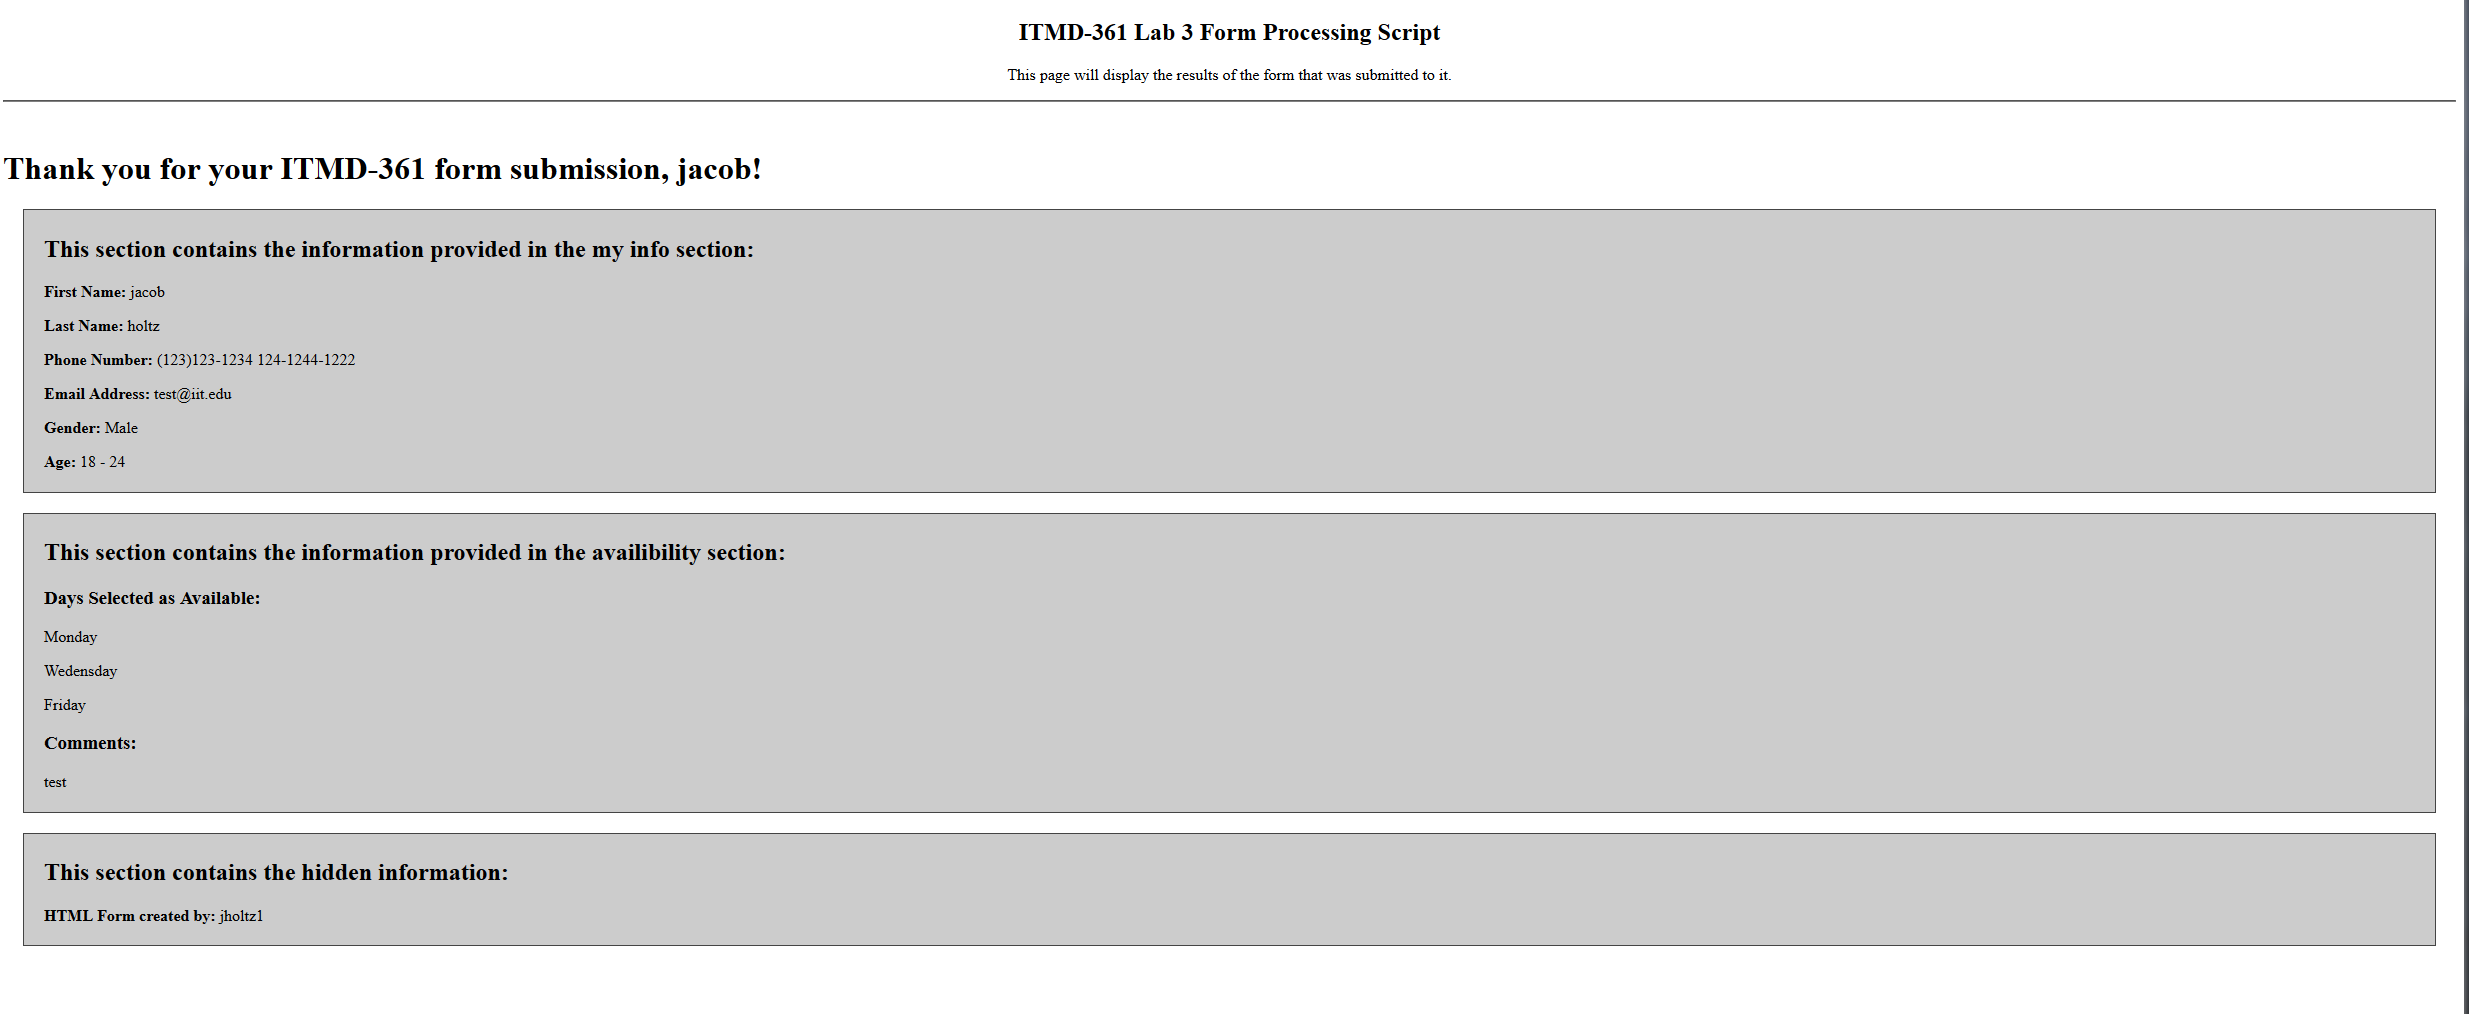 ITMD-361 Lab 3 Form Processing Script
This page will display the results of the form that was submitted to it.
Thank you for your ITMD-361 form submission, jacob!
This section contains the information provided in the my info section:
First Name: jacob
Last Name: holtz
Phone Number: (123)123-1234 124-1244-1222
Email Address: test@iit.edu
Gender: Male
Age: 18 - 24
This section contains the information provided in the availibility section:
Days Selected as Available:
Monday
Wedensday
Friday
Comments:
test
This section contains the hidden information:
HTML Form created by: jholtz1